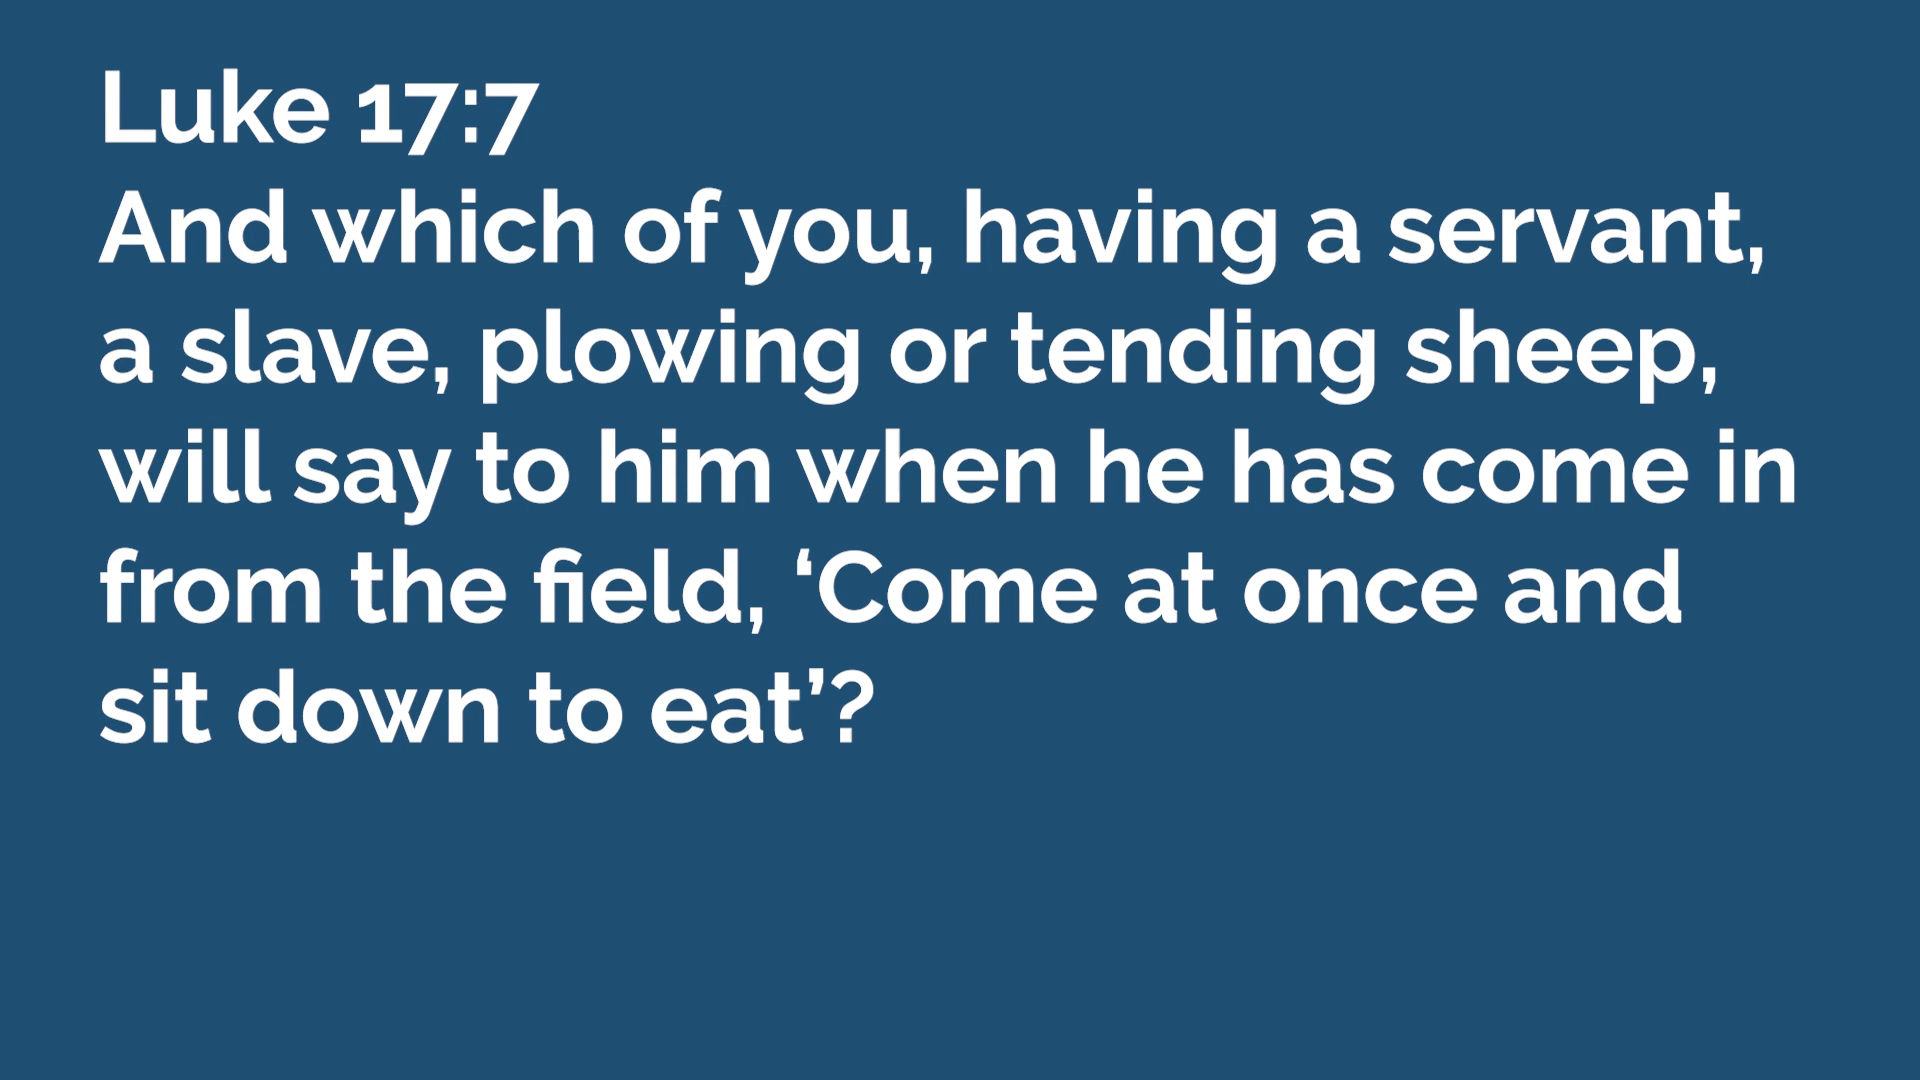 Luke 17:7
And which of you, having a servant,
a slave, plowing or tending sheep,
will say to him when he has come in
from the field, ‘Come at once and
sit down to eat’?